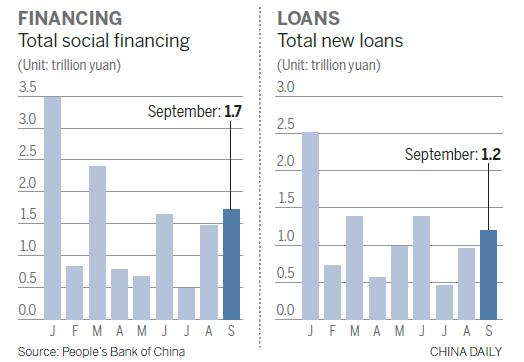 FINANCING
Total social financing
(Unit: trillion yuan)
3.5
3.0
2.5
2.0
1.5
1.0
0.5
0.0
September: 1.7
J F M A M J J A S
LOANS
Total new loans
(Unit: trillion yuan)
3.0
2.5
2.0
1.5
1.0
0.5
0.0
September: 1.2
J F M A M J J A S
Source: People's Bank of China
CHINA DAILY